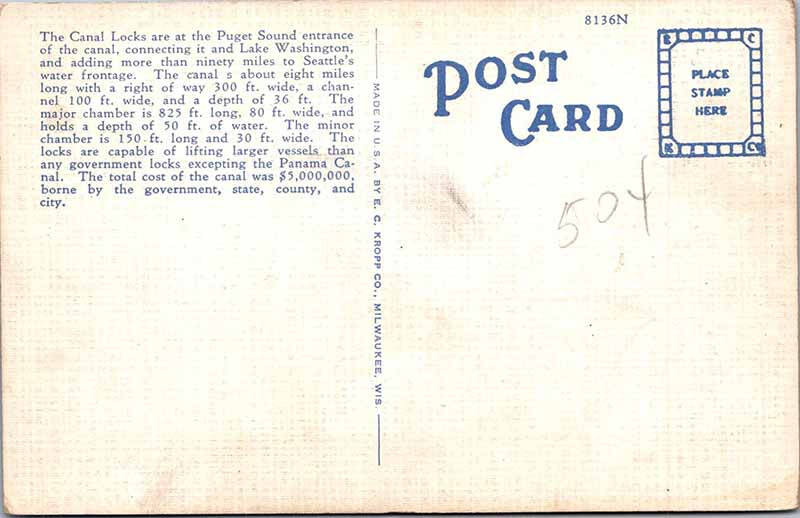 The Canal Locks are at the Puget Sound entrance
of the canal, connecting it and Lake Washington,
and adding more than ninety miles to Seattle's
water frontage. The canal s about eight miles
long with a right of way 300 ft. wide, a chan-
nel 100 ft. wide, and a depth of 36 ft. The
major chamber is 825 ft. long, 80 ft. wide, and
holds a depth of 50 ft. of water. The minor
chamber is 150 ft. long and 30 ft. wide. The
locks are capable of lifting larger vessels than
any government locks excepting the Panama Ca-
nal. The total cost of the canal was $5,000,000,
borne by the government, state, county, and
city.
MADE IN U.S.A. BY E. C. KROPP CO., MILWAUKEE, WIS.
8136N
POST
CARD
E C
PLACE
STAMP
HERE
K Co
504